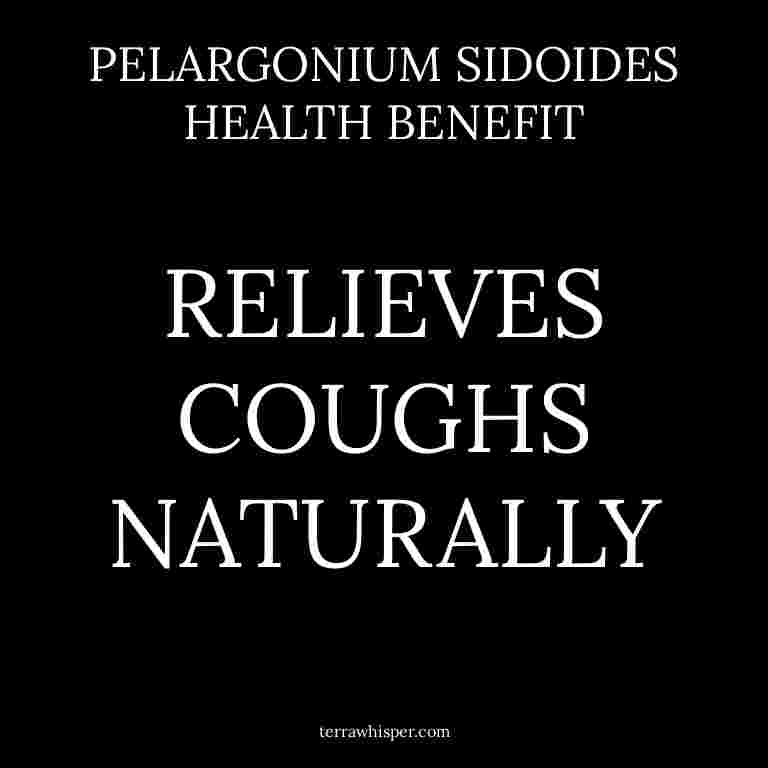 PELARGONIUM SIDOIDES
HEALTH BENEFIT
RELIEVES
COUGHS
NATURALLY
terrawhisper.com